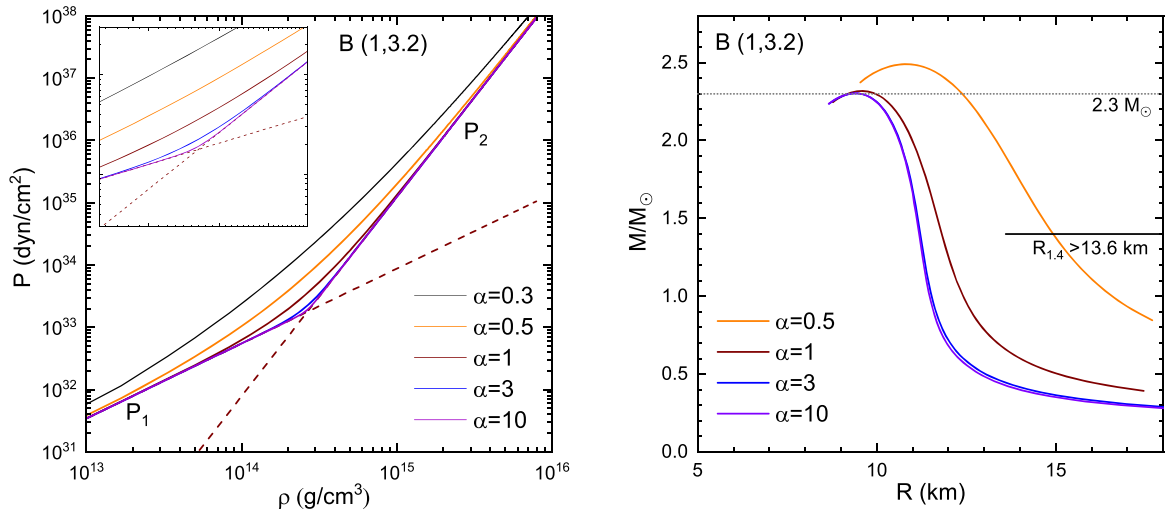 10³⁸
10³⁷
10³⁶
10³⁵
10³⁴
10³³
10³²
10³¹
P (dyn/cm²)
B (1,3.2)
P₂
P₁
α=0.3
α=0.5
α=1
α=3
α=10
10¹³
10¹⁴
10¹⁵
10¹⁶
ρ (g/cm³)
B (1,3.2)
2.5
2.0
1.5
1.0
0.5
0.0
M/M☉
2.3 M☉
R₁.₄ >13.6 km
α=0.5
α=1
α=3
α=10
5
10
15
R (km)